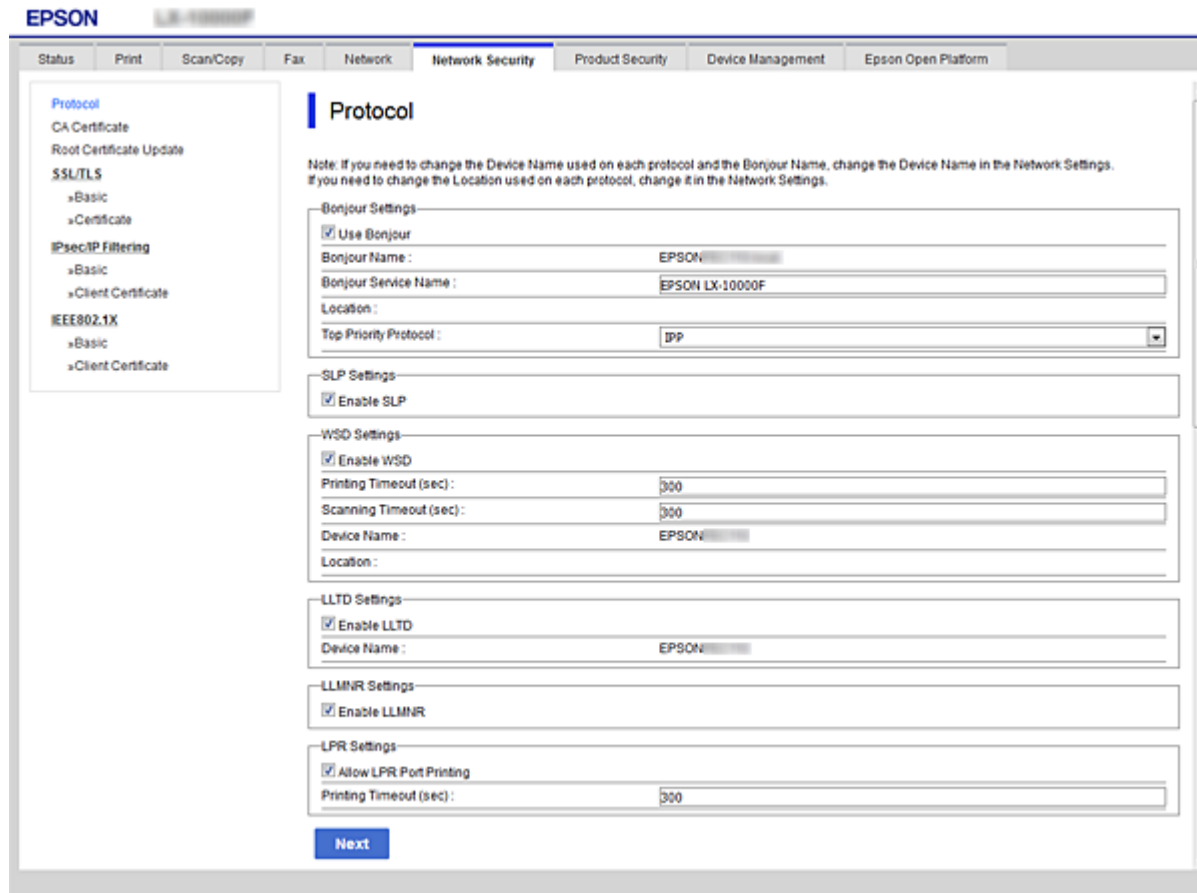 EPSON
Status Print Scan/Copy Fax Network Network Security Product Security Device Management Epson Open Platform
Protocol
CA Certificate
Root Certificate Update
SSL/TLS
»Basic
»Certificate
IPsec/IP Filtering
»Basic
»Client Certificate
IEEE802.1X
»Basic
»Client Certificate
Protocol
Note: If you need to change the Device Name used on each protocol and the Bonjour Name, change the Device Name in the Network Settings.
If you need to change the Location used on each protocol, change it in the Network Settings.
Bonjour Settings
Use Bonjour
Bonjour Name : EPSON
Bonjour Service Name : EPSON LX-10000F
Location :
Top Priority Protocol : IPP
SLP Settings
Enable SLP
WSD Settings
Enable WSD
Printing Timeout (sec) : 300
Scanning Timeout (sec) : 300
Device Name : EPSON
Location :
LLTD Settings
Enable LLTD
Device Name : EPSON
LLMNR Settings
Enable LLMNR
LPR Settings
Allow LPR Port Printing
Printing Timeout (sec) : 300
Next